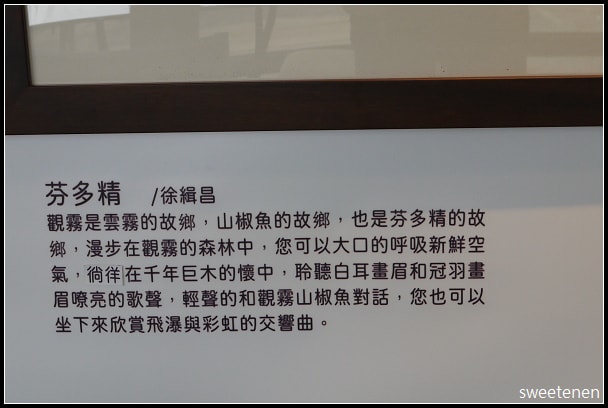 芬多精 /徐緝昌
觀霧是雲霧的故鄉，山椒魚的故鄉，也是芬多精的故
鄉，漫步在觀霧的森林中，您可以大口的呼吸新鮮空
氣，徜徉在千年巨木的懷中，聆聽白耳畫眉和冠羽畫
眉嘹亮的歌聲，輕聲的和觀霧山椒魚對話，您也可以
坐下來欣賞飛瀑與彩虹的交響曲。
sweetenen